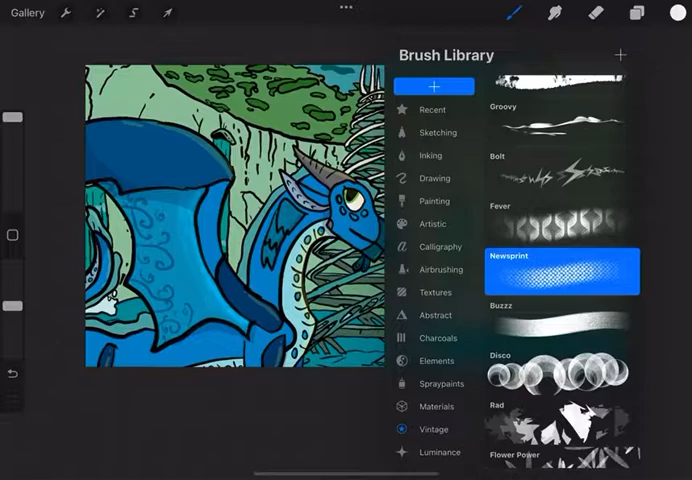 Gallery
Brush Library
Recent
Sketching
Inking
Drawing
Painting
Artistic
Calligraphy
Airbrushing
Textures
Abstract
Charcoals
Elements
Spraypaints
Materials
Vintage
Luminance
Groovy
Bolt
Fever
Newsprint
Buzzz
Disco
Rad
Flower Power